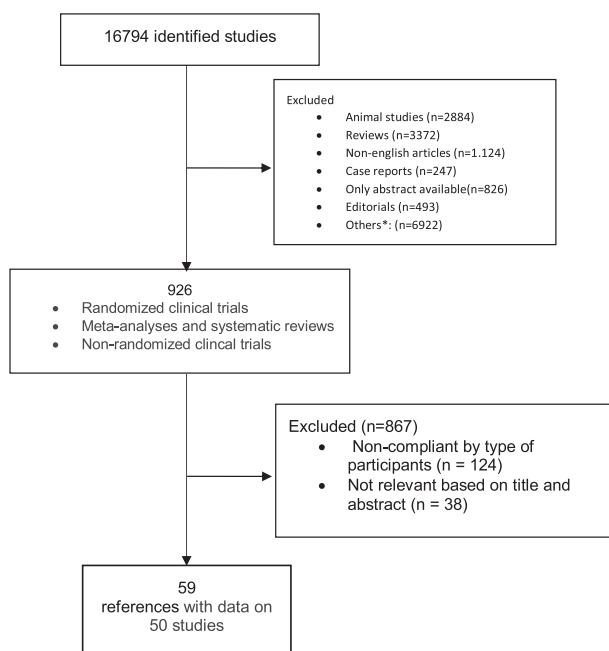 16794 identified studies
Excluded
• Animal studies (n=2884)
• Reviews (n=3372)
• Non-english articles (n=1.124)
• Case reports (n=247)
• Only abstract available(n=826)
• Editorials (n=493)
• Others*: (n=6922)
926
• Randomized clinical trials
• Meta-analyses and systematic reviews
• Non-randomized clincal trials
Excluded (n=867)
• Non-compliant by type of
participants (n = 124)
• Not relevant based on title and
abstract (n = 38)
59
references with data on
50 studies